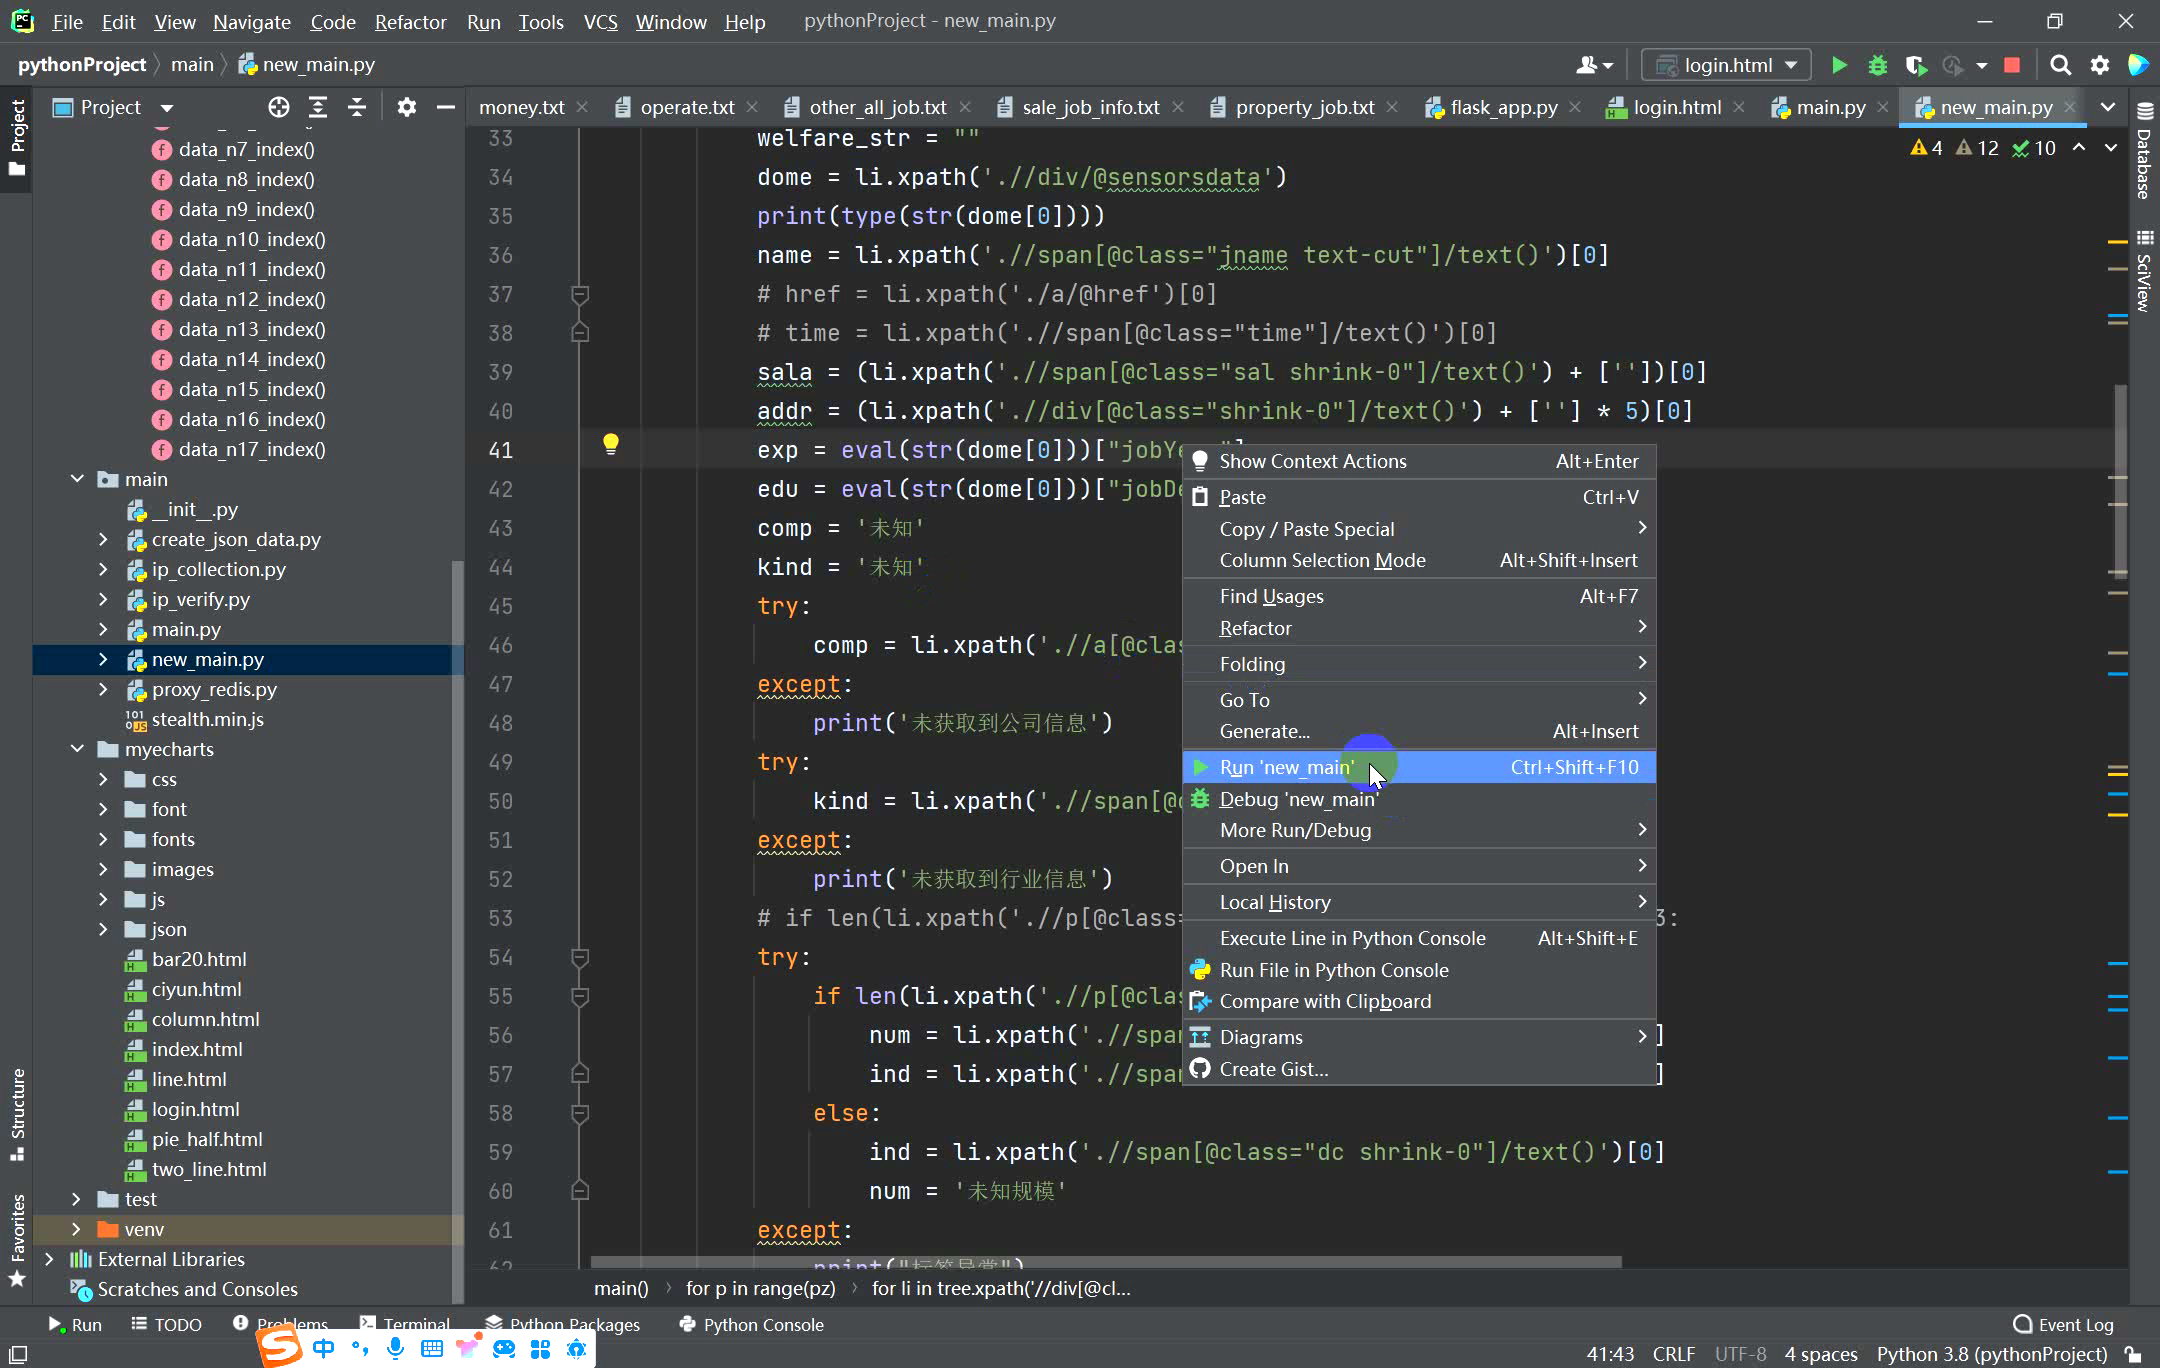 File Edit View Navigate Code Refactor Run Tools VCS Window Help pythonProject - new_main.py
pythonProject main new_main.py login.html
Project money.txt operate.txt other_all_job.txt sale_job_info.txt property_job.txt flask_app.py login.html main.py new_main.py
4 12 10
Project
Structure
Favorites
Database
SciView
data_n7_index()
data_n8_index()
data_n9_index()
data_n10_index()
data_n11_index()
data_n12_index()
data_n13_index()
data_n14_index()
data_n15_index()
data_n16_index()
data_n17_index()
main
__init__.py
create_json_data.py
ip_collection.py
ip_verify.py
main.py
new_main.py
proxy_redis.py
stealth.min.js
myecharts
css
font
fonts
images
js
json
bar20.html
ciyun.html
column.html
index.html
line.html
login.html
pie_half.html
two_line.html
test
venv
External Libraries
Scratches and Consoles
33 welfare_str = ""
34 dome = li.xpath('.//div/@sensorsdata')
35 print(type(str(dome[0])))
36 name = li.xpath('.//span[@class="jname text-cut"]/text()')[0]
37 # href = li.xpath('./a/@href')[0]
38 # time = li.xpath('.//span[@class="time"]/text()')[0]
39 sala = (li.xpath('.//span[@class="sal shrink-0"]/text()') + [''])[0]
40 addr = (li.xpath('.//div[@class="shrink-0"]/text()') + [''] * 5)[0]
41 exp = eval(str(dome[0]))["jobYe
42 edu = eval(str(dome[0]))["jobDe
43 comp = '未知'
44 kind = '未知'
45 try:
46 comp = li.xpath('.//a[@clas
47 except:
48 print('未获取到公司信息')
49 try:
50 kind = li.xpath('.//span[@c
51 except:
52 print('未获取到行业信息')
53 # if len(li.xpath('.//p[@class= 3:
54 try:
55 if len(li.xpath('.//p[@clas
56 num = li.xpath('.//span ]
57 ind = li.xpath('.//span ]
58 else:
59 ind = li.xpath('.//span[@class="dc shrink-0"]/text()')[0]
60 num = '未知规模'
61 except:
62 print("标签异常")
Show Context Actions Alt+Enter
Paste Ctrl+V
Copy / Paste Special
Column Selection Mode Alt+Shift+Insert
Find Usages Alt+F7
Refactor
Folding
Go To
Generate... Alt+Insert
Run 'new_main' Ctrl+Shift+F10
Debug 'new_main'
More Run/Debug
Open In
Local History
Execute Line in Python Console Alt+Shift+E
Run File in Python Console
Compare with Clipboard
Diagrams
Create Gist...
main() for p in range(pz) for li in tree.xpath('//div[@cl...
Run TODO Problems Terminal Python Packages Python Console Event Log
中
41:43 CRLF UTF-8 4 spaces Python 3.8 (pythonProject)